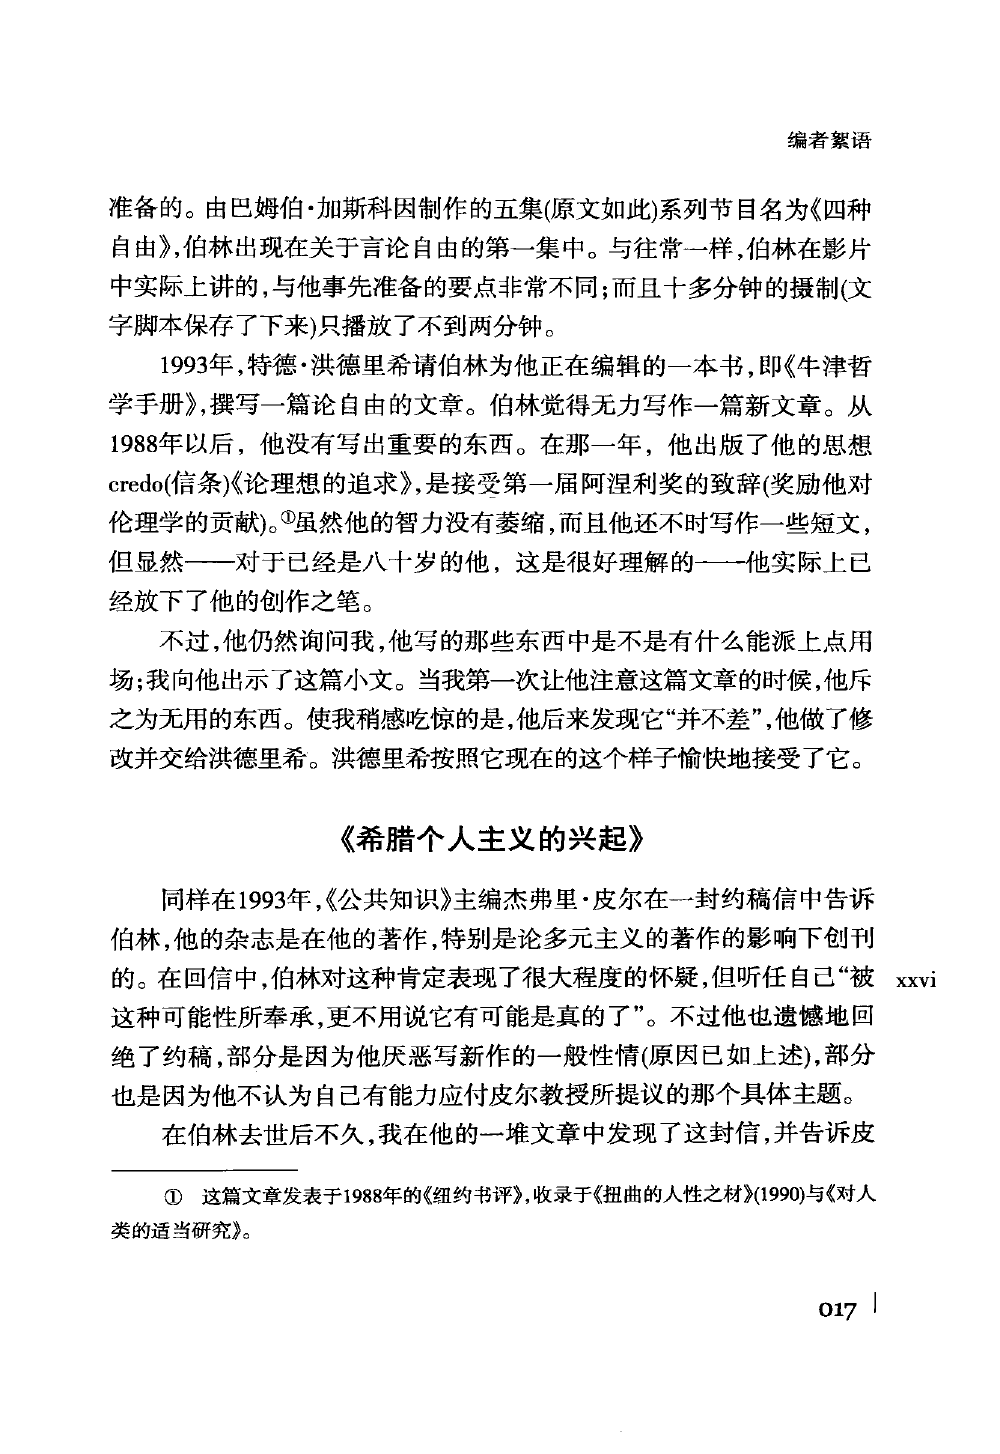 编者絮语
准备的。由巴姆伯·加斯科因制作的五集(原文如此)系列节目名为《四种
自由》,伯林出现在关于言论自由的第一集中。与往常一样,伯林在影片
中实际上讲的,与他事先准备的要点非常不同;而且十多分钟的摄制(文
字脚本保存了下来)只播放了不到两分钟。
1993年,特德·洪德里希请伯林为他正在编辑的一本书,即《牛津哲
学手册》,撰写一篇论自由的文章。伯林觉得无力写作一篇新文章。从
1988年以后,他没有写出重要的东西。在那一年,他出版了他的思想
credo(信条)《论理想的追求》,是接受第一届阿涅利奖的致辞(奖励他对
伦理学的贡献)。①虽然他的智力没有萎缩,而且他还不时写作一些短文,
但显然——对于已经是八十岁的他,这是很好理解的——他实际上已
经放下了他的创作之笔。
不过,他仍然询问我,他写的那些东西中是不是有什么能派上点用
场;我向他出示了这篇小文。当我第一次让他注意这篇文章的时候,他斥
之为无用的东西。使我稍感吃惊的是,他后来发现它“并不差”,他做了修
改并交给洪德里希。洪德里希按照它现在的这个样子愉快地接受了它。
《希腊个人主义的兴起》
同样在1993年,《公共知识》主编杰弗里·皮尔在一封约稿信中告诉
伯林,他的杂志是在他的著作,特别是论多元主义的著作的影响下创刊
的。在回信中,伯林对这种肯定表现了很大程度的怀疑,但听任自己“被 xxvi
这种可能性所奉承,更不用说它有可能是真的了”。不过他也遗憾地回
绝了约稿,部分是因为他厌恶写新作的一般性情(原因已如上述),部分
也是因为他不认为自己有能力应付皮尔教授所提议的那个具体主题。
在伯林去世后不久,我在他的一堆文章中发现了这封信,并告诉皮
① 这篇文章发表于1988年的《纽约书评》,收录于《扭曲的人性之材》(1990)与《对人
类的适当研究》。
017